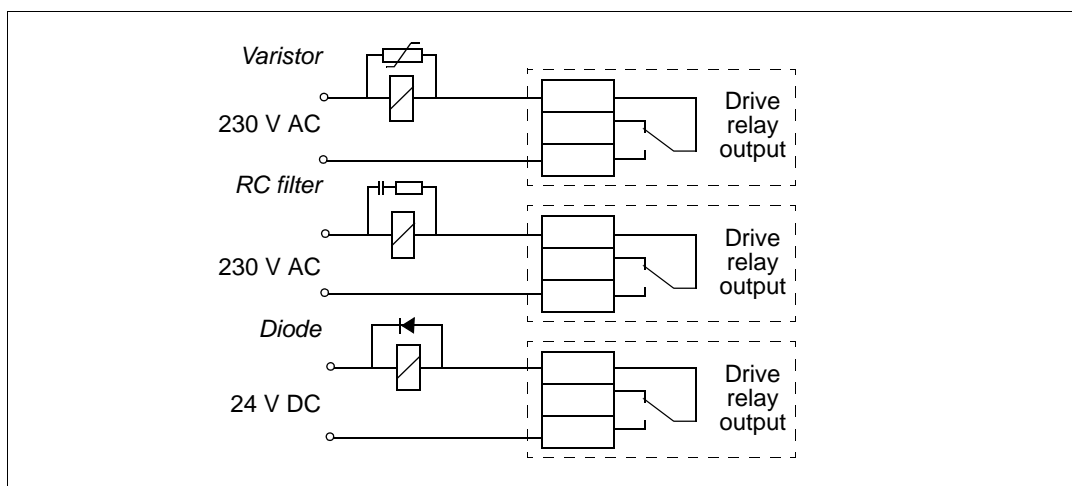 Varistor
230 V AC
Drive
relay
output
RC filter
230 V AC
Drive
relay
output
Diode
24 V DC
Drive
relay
output